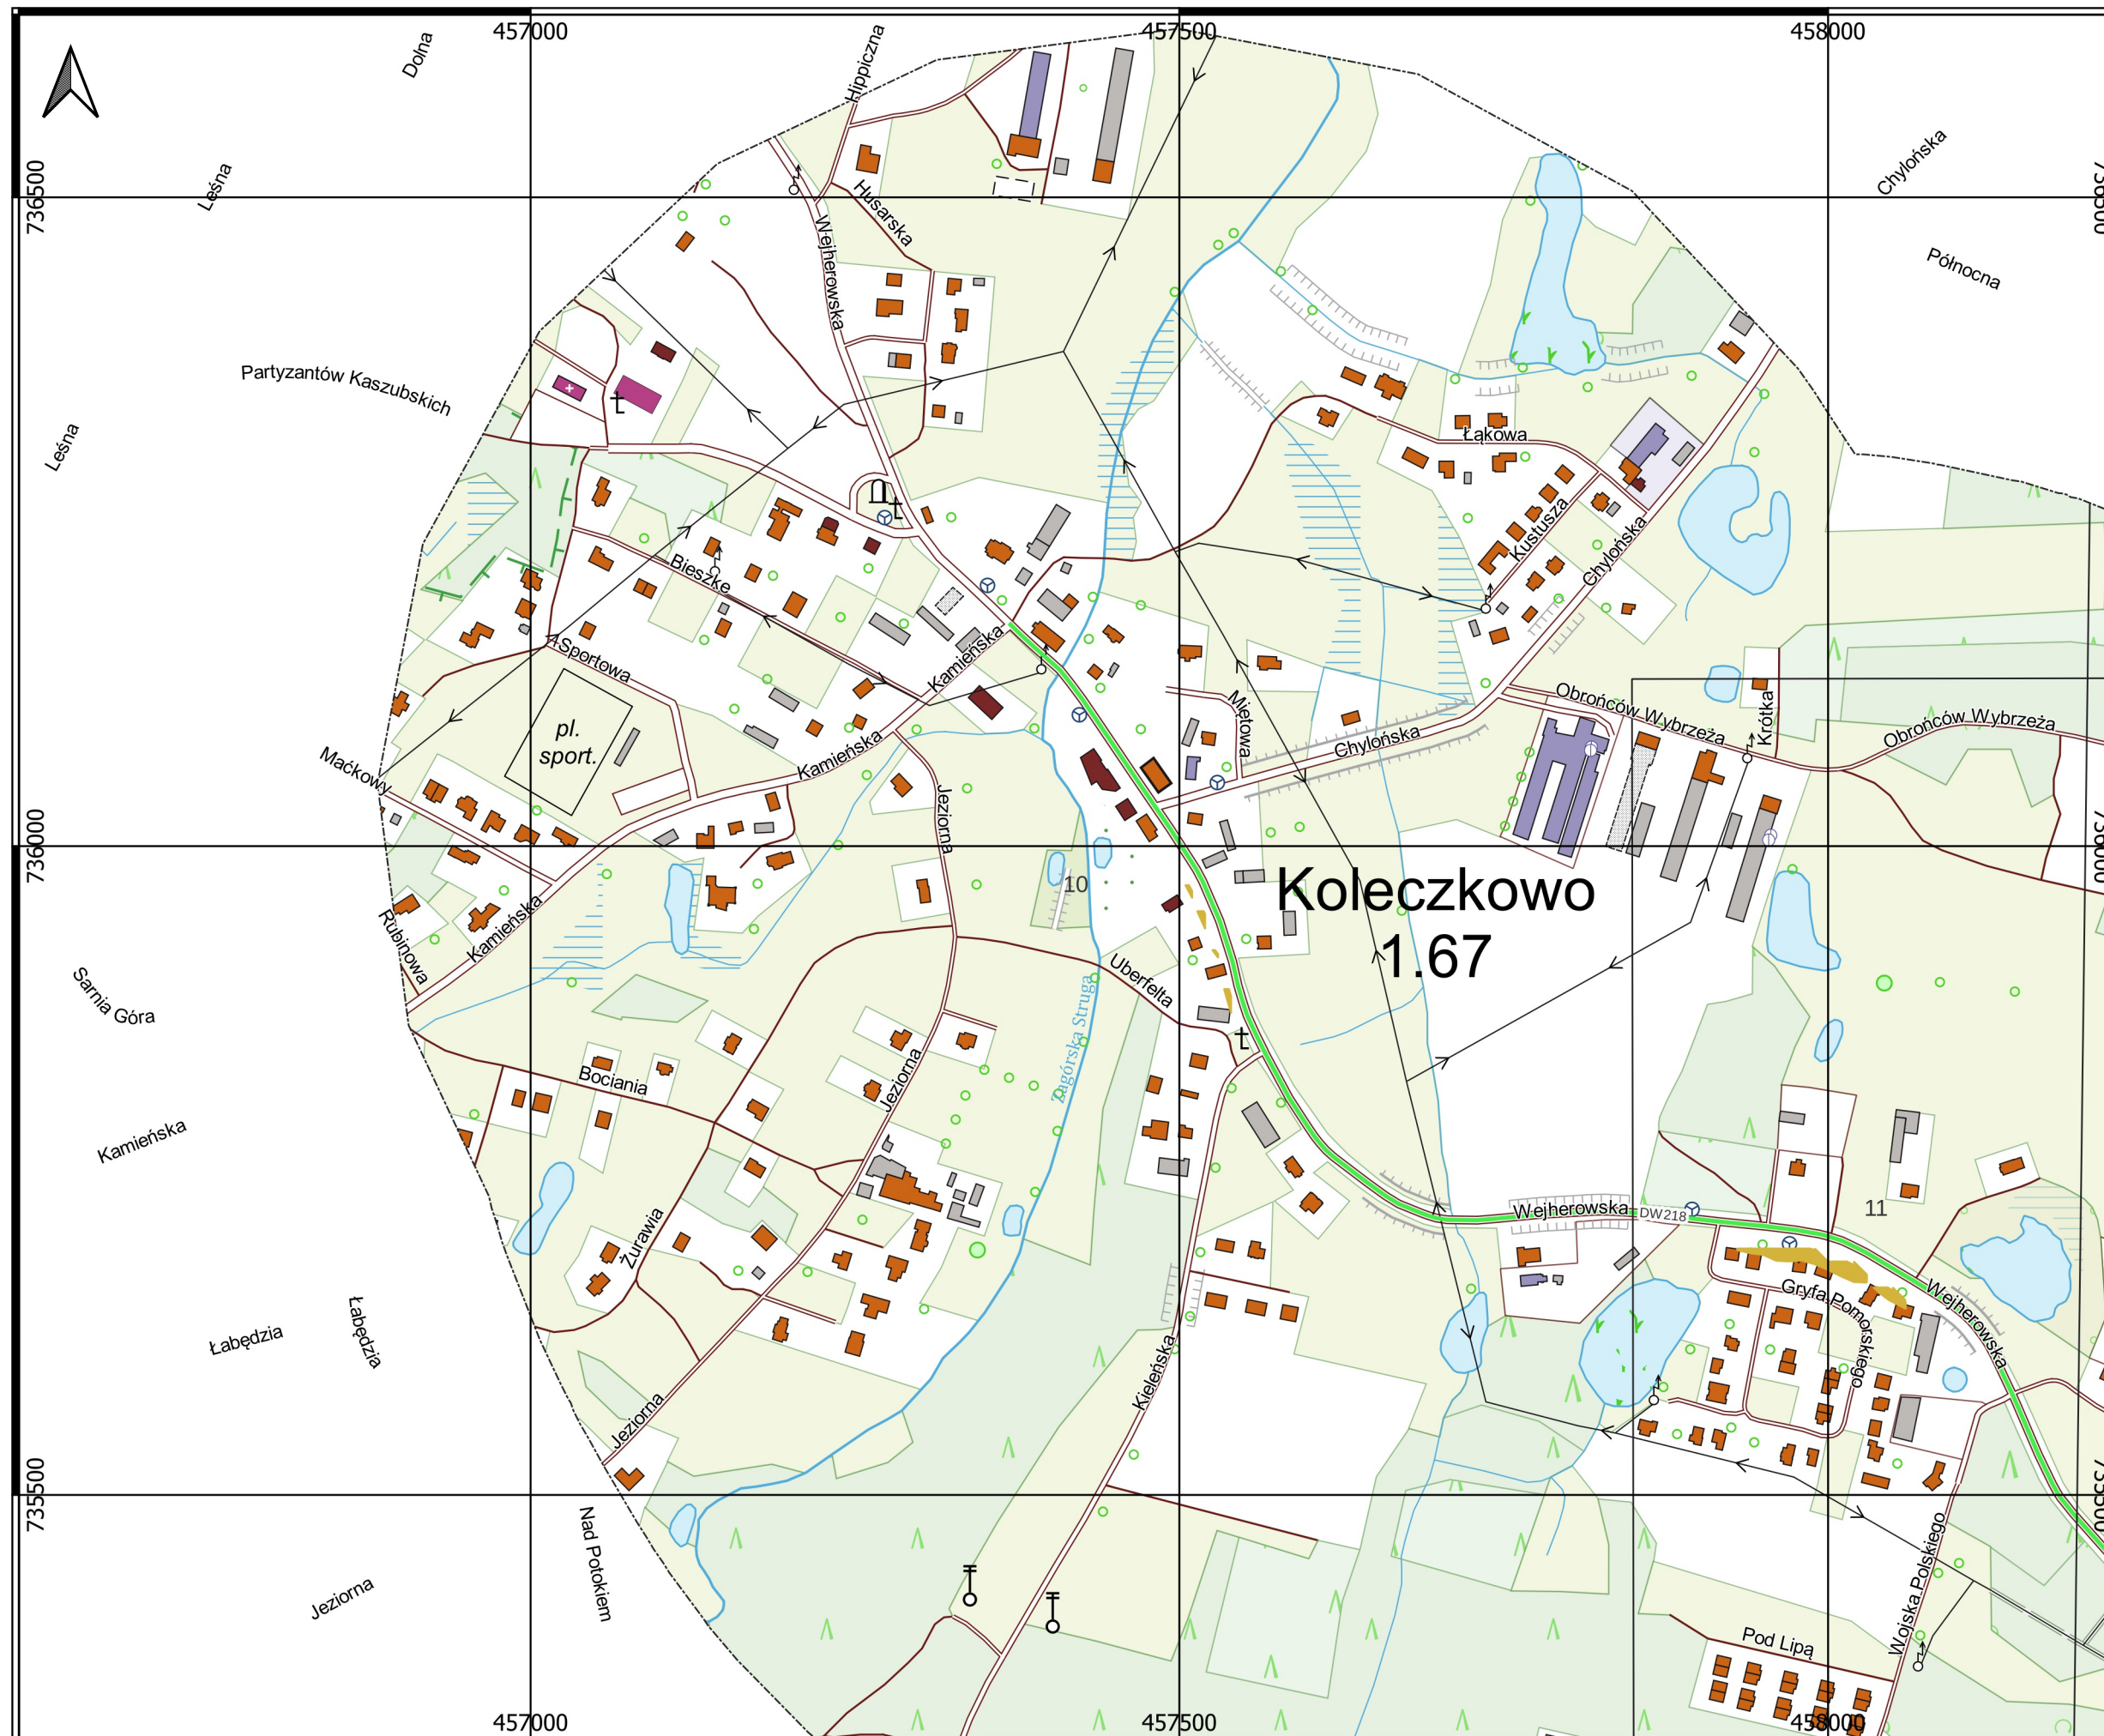 457000
457500
458000
Dolna
Hippiczna
Chylońska
Leśna
736500
736500
Husarska
Wejherowska
Północna
Partyzantów Kaszubskich
Leśna
Łąkowa
Kustusza
Chylońska
Bieszke
Sportowa
Kamieńska
Miętowa
Obrońców Wybrzeża
Krótka
Obrońców Wybrzeża
pl.
sport.
Chylońska
Maćkowy
Kamieńska
Jeziorna
736000
736000
10
Koleczkowo
1.67
Rubinowa
Kamieńska
Uberfelta
Sarnia Góra
Zagórska Struga
Bociania
Jeziorna
Kamieńska
Żurawia
Wejherowska
DW218
11
Gryfa Pomorskiego
Wejherowska
Łabędzia
Łabędzia
Kieleńska
Jeziorna
735500
735500
Nad Potokiem
Jeziorna
Wojska Polskiego
Pod Lipą
457000
457500
458000